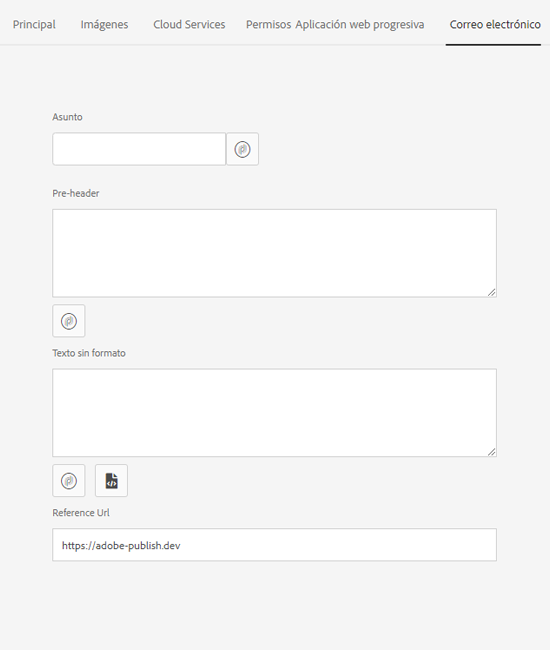 Principal Imágenes Cloud Services Permisos Aplicación web progresiva Correo electrónico
Asunto
Pre-header
Texto sin formato
Reference Url
https://adobe-publish.dev